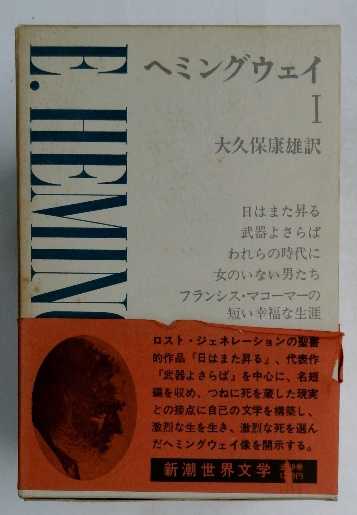 E. HEMING
ヘミングウェイ
I
大久保康雄訳
日はまた昇る
武器よさらば
われらの時代に
女のいない男たち
フランシス・マコーマーの
短い幸福な生涯
ロスト・ジェネレーションの聖書
的作品『日はまた昇る』、代表作
『武器よさらば』を中心に、名短
編を収め、つねに死を蔵した現実
との接点に自己の文学を構築し、
激烈な生を生き、激烈な死を選ん
だヘミングウェイ像を開示する。
新潮世界文学